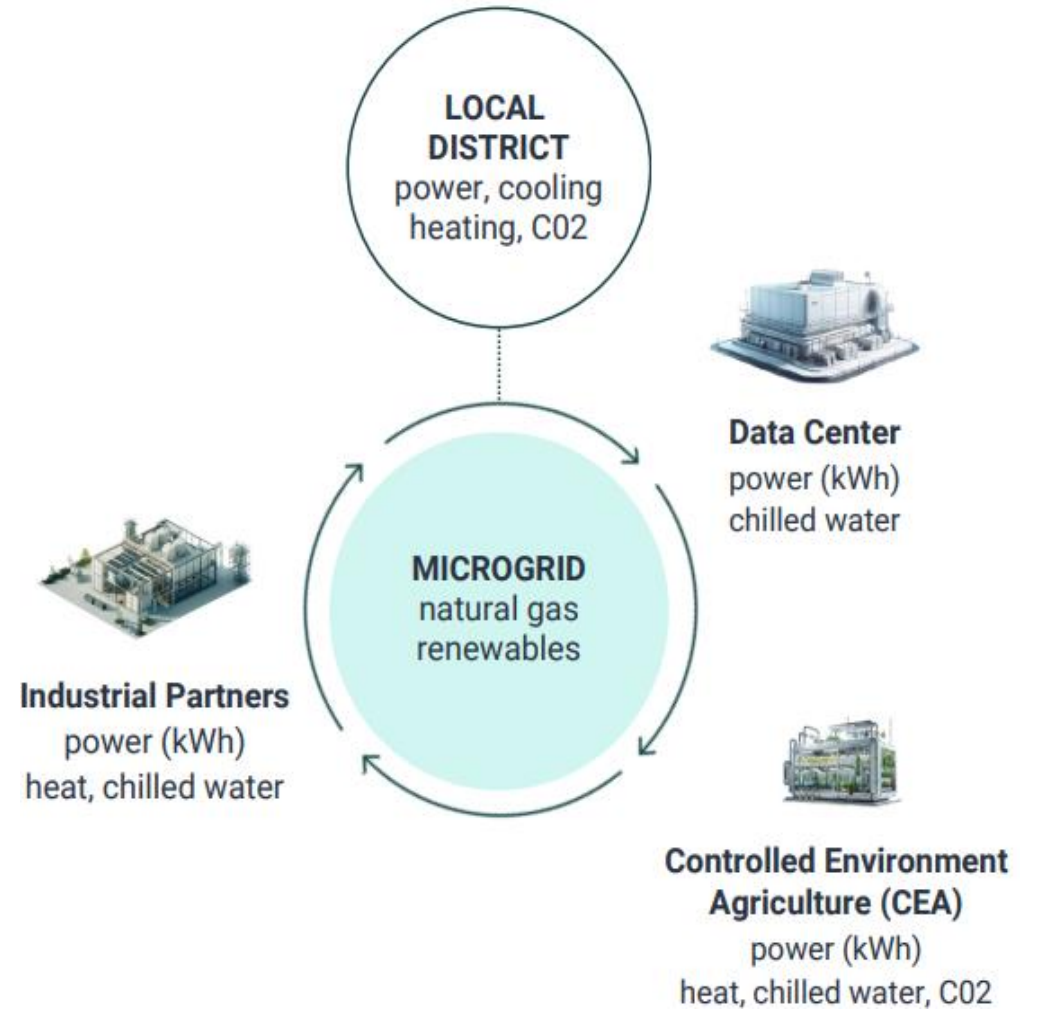 LOCAL
DISTRICT
power, cooling
heating, C02
Data Center
power (kWh)
chilled water
MICROGRID
natural gas
renewables
Industrial Partners
power (kWh)
heat, chilled water
Controlled Environment
Agriculture (CEA)
power (kWh)
heat, chilled water, C02